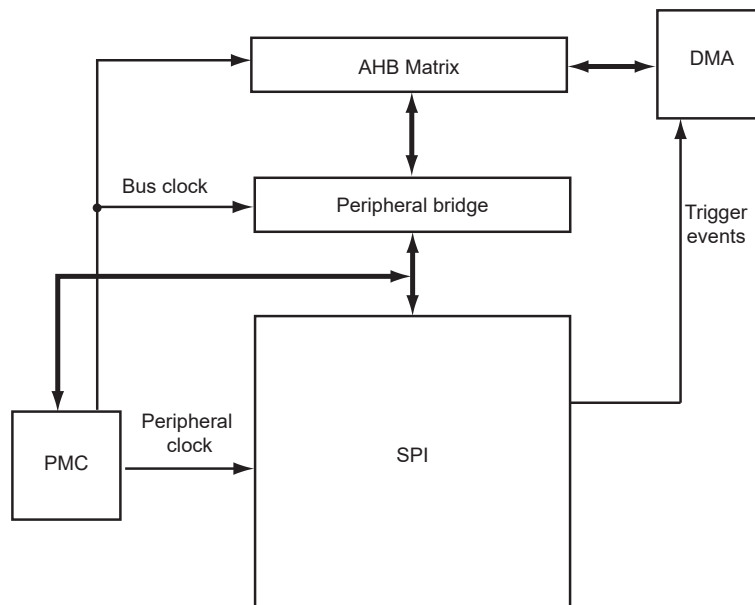 AHB Matrix
DMA
Bus clock
Peripheral bridge
Trigger
events
Peripheral
clock
PMC
SPI